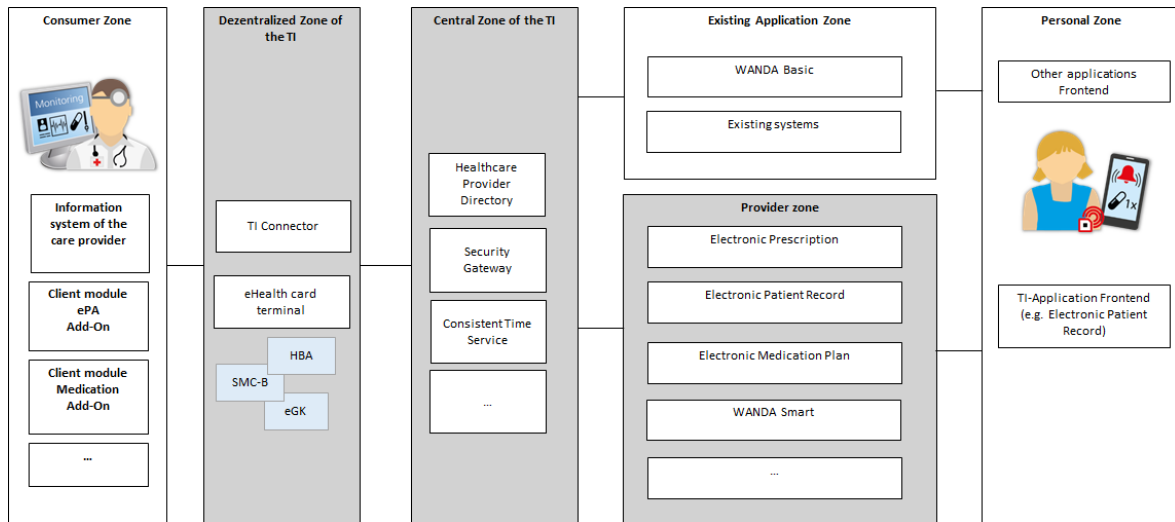 Consumer Zone
Monitoring
Information
system of the
care provider
Client module
ePA
Add-On
Client module
Medication
Add-On
...
Dezentralized Zone of
the TI
TI Connector
eHealth card
terminal
HBA
SMC-B
eGK
Central Zone of the TI
Healthcare
Provider
Directory
Security
Gateway
Consistent Time
Service
...
Existing Application Zone
WANDA Basic
Existing systems
Provider zone
Electronic Prescription
Electronic Patient Record
Electronic Medication Plan
WANDA Smart
...
Personal Zone
Other applications
Frontend
1x
TI-Application Frontend
(e.g. Electronic Patient
Record)